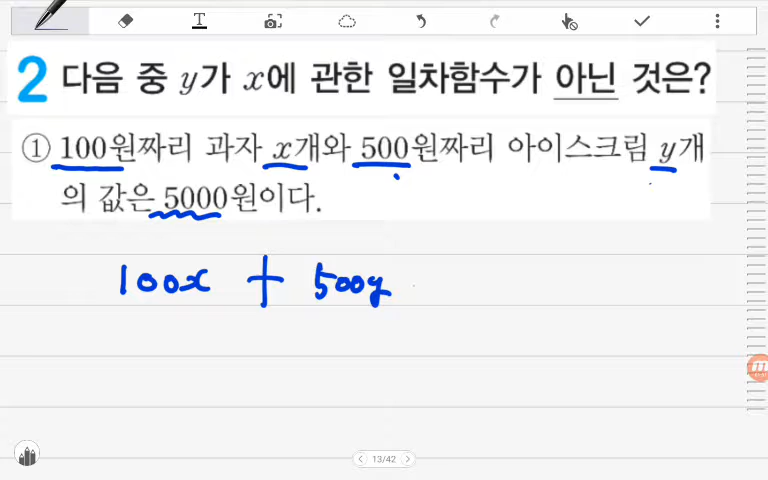 T
2 다음 중 y가 x에 관한 일차함수가 아닌 것은?
① 100원짜리 과자 x개와 500원짜리 아이스크림 y개
의 값은 5000원이다.
100x + 500y
13/42